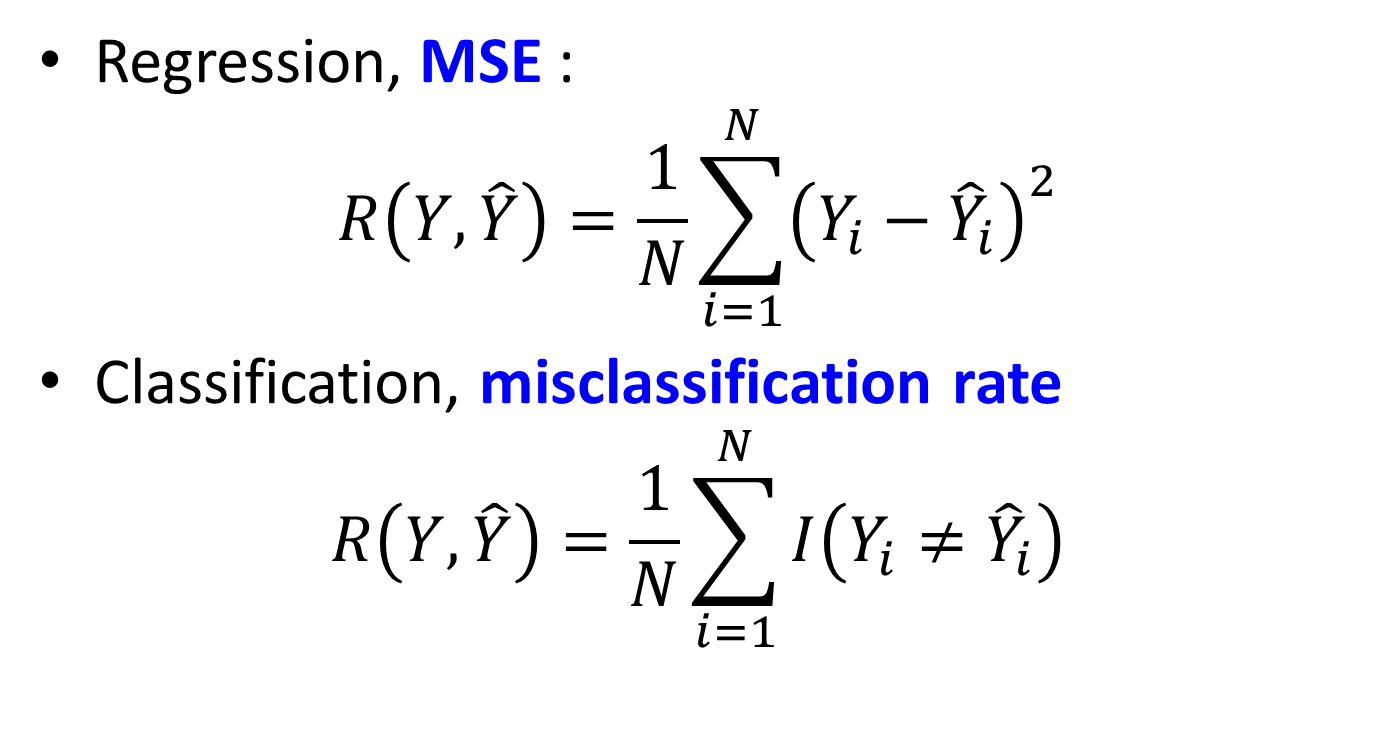 • Regression, MSE :
R(Y, Ŷ) = 1/N ∑_{i=1}^{N} (Y_i − Ŷ_i)^2
• Classification, misclassification rate
R(Y, Ŷ) = 1/N ∑_{i=1}^{N} I(Y_i ≠ Ŷ_i)